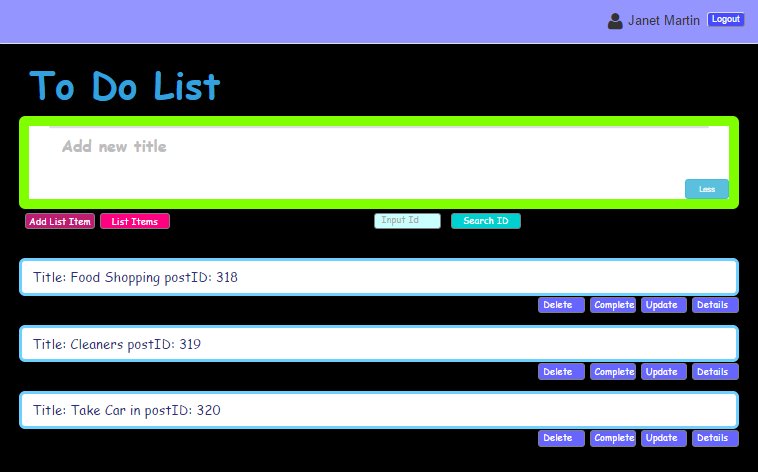 Janet Martin Logout
To Do List
Add new title
Less
Add List Item List Items Input Id Search ID
Title: Food Shopping postID: 318
Delete Complete Update Details
Title: Cleaners postID: 319
Delete Complete Update Details
Title: Take Car in postID: 320
Delete Complete Update Details